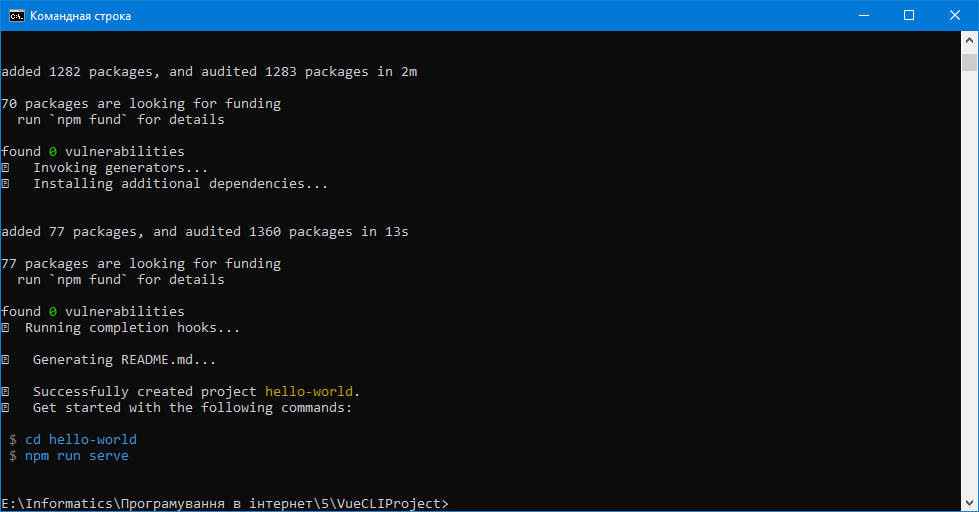 Командная строка
added 1282 packages, and audited 1283 packages in 2m
70 packages are looking for funding
run `npm fund` for details
found 0 vulnerabilities
Invoking generators...
Installing additional dependencies...
added 77 packages, and audited 1360 packages in 13s
77 packages are looking for funding
run `npm fund` for details
found 0 vulnerabilities
Running completion hooks...
Generating README.md...
Successfully created project hello-world.
Get started with the following commands:
$ cd hello-world
$ npm run serve
E:\Informatics\Програмування в інтернет\5\VueCLIProject>